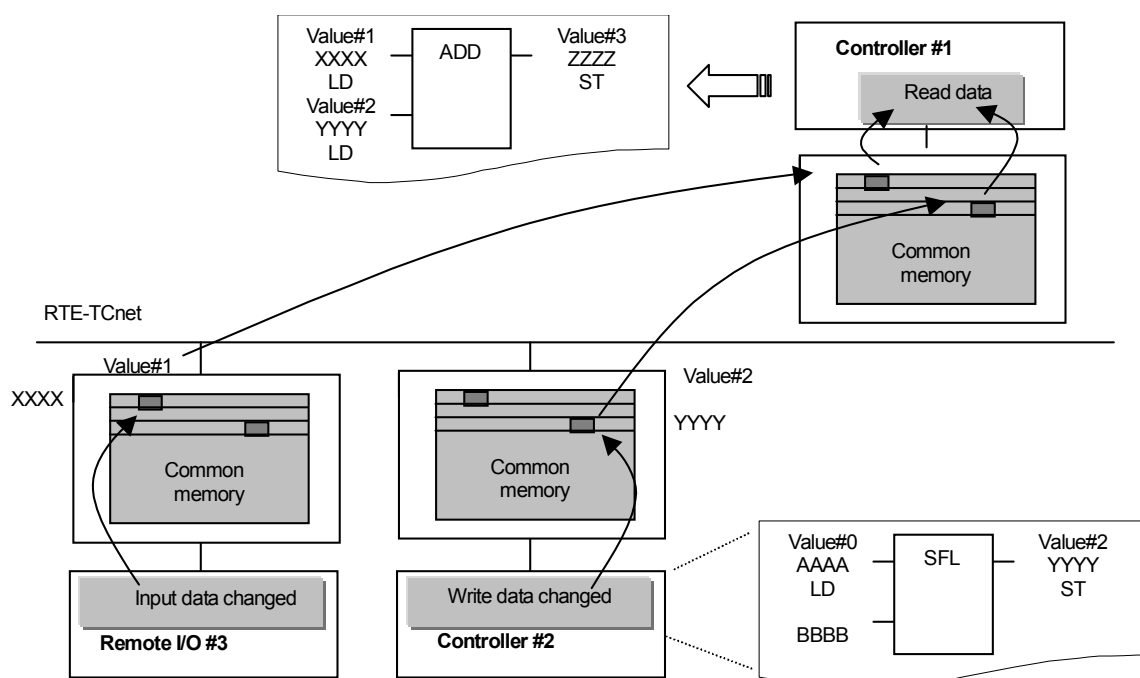 Value#1
XXXX
LD
Value#2
YYYY
LD
ADD
Value#3
ZZZZ
ST
Controller #1
Read data
Common
memory
RTE-TCnet
Value#1
XXXX
Common
memory
Input data changed
Remote I/O #3
Value#2
YYYY
Common
memory
Write data changed
Controller #2
Value#0
AAAA
LD
BBBB
SFL
Value#2
YYYY
ST